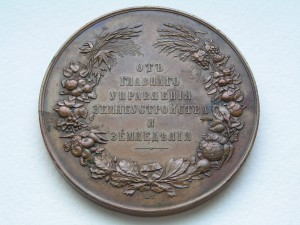 ОТЪ
ГЛАВНАГО
УПРАВЛЕНІЯ
ЗЕМЛЕУСТРОЙСТВА
И
ЗЕМЛЕДѢЛІЯ